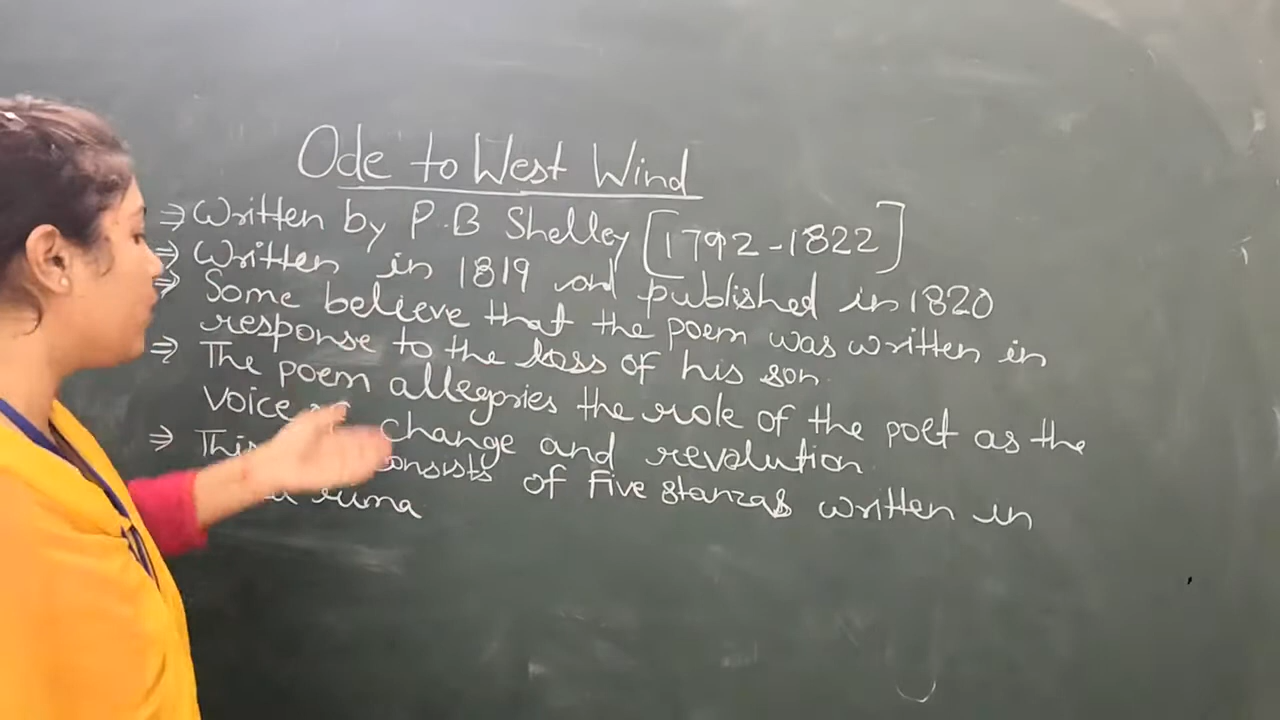 Ode to West Wind
⇒ Written by P.B Shelley [1792-1822]
⇒ Written in 1819 and published in 1820
⇒ Some believe that the poem was written in
response to the loss of his son.
⇒ The poem allegories the role of the poet as the
voice change and revolution
⇒ This consists of Five stanzas written in
rima